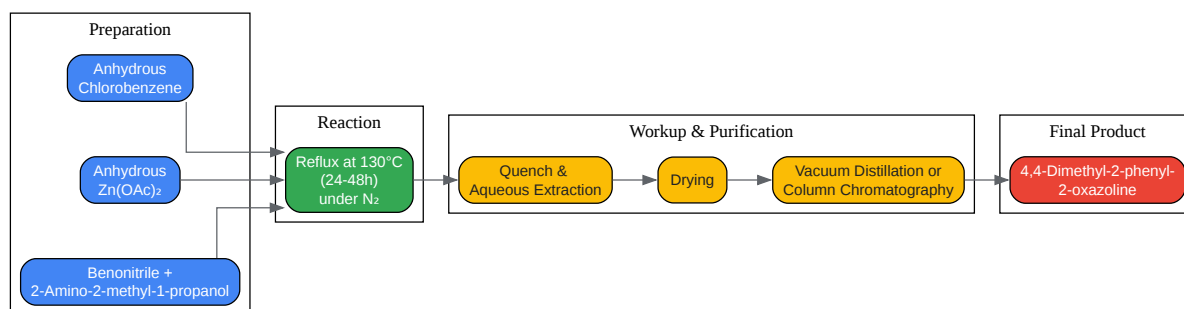 Preparation
Anhydrous
Chlorobenzene
Anhydrous
Zn(OAc)₂
Benonitrile +
2-Amino-2-methyl-1-propanol
Reaction
Reflux at 130°C
(24-48h)
under N₂
Workup & Purification
Quench &
Aqueous Extraction
Drying
Vacuum Distillation or
Column Chromatography
Final Product
4,4-Dimethyl-2-phenyl-
2-oxazoline